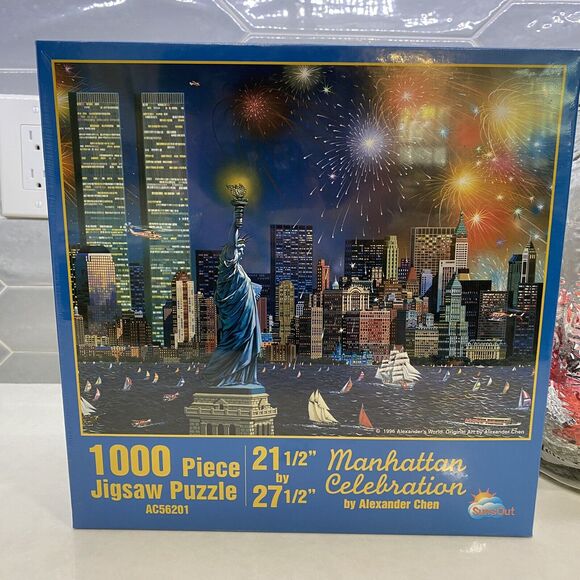 © 1996 Alexander's World. Original Art by Alexander Chen
1000 Piece
Jigsaw Puzzle
AC56201
21 1/2"
by
27 1/2"
Manhattan
Celebration
by Alexander Chen
SunsOut